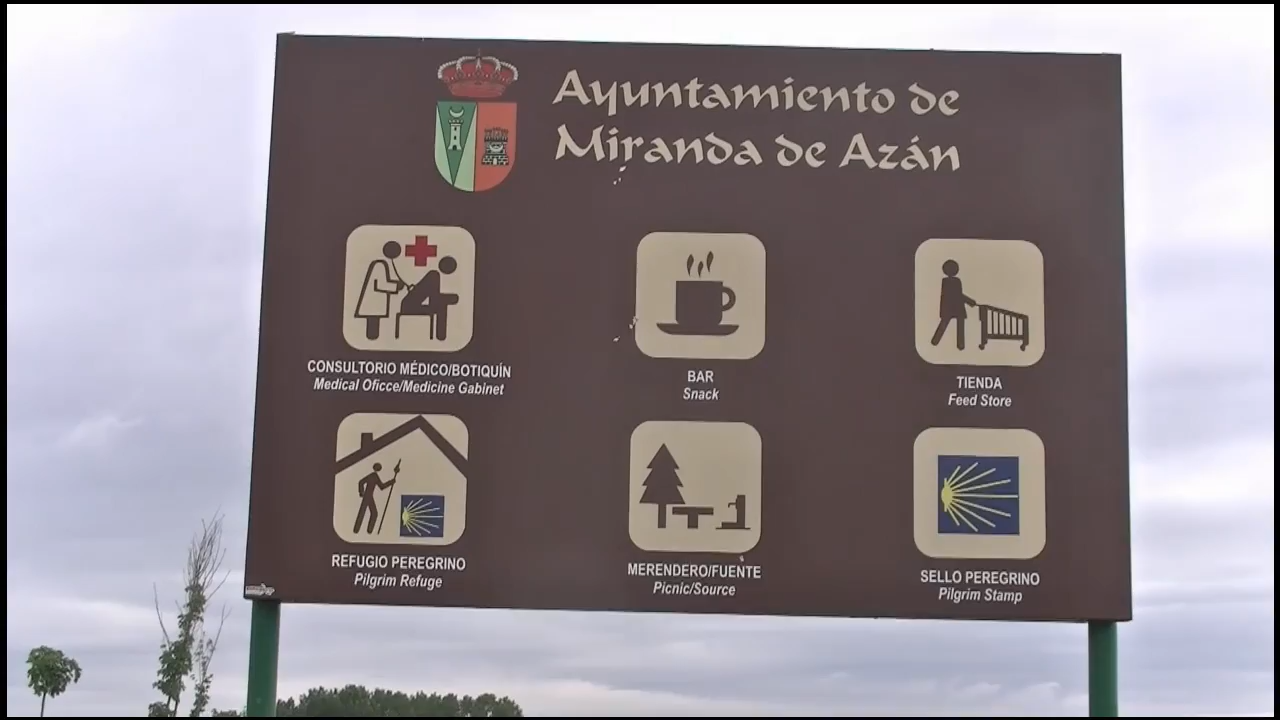 Ayuntamiento de
Miranda de Azán
CONSULTORIO MÉDICO/BOTIQUÍN
Medical Oficce/Medicine Gabinet
BAR
Snack
TIENDA
Feed Store
REFUGIO PEREGRINO
Pilgrim Refuge
MERENDERO/FUENTE
Picnic/Source
SELLO PEREGRINO
Pilgrim Stamp